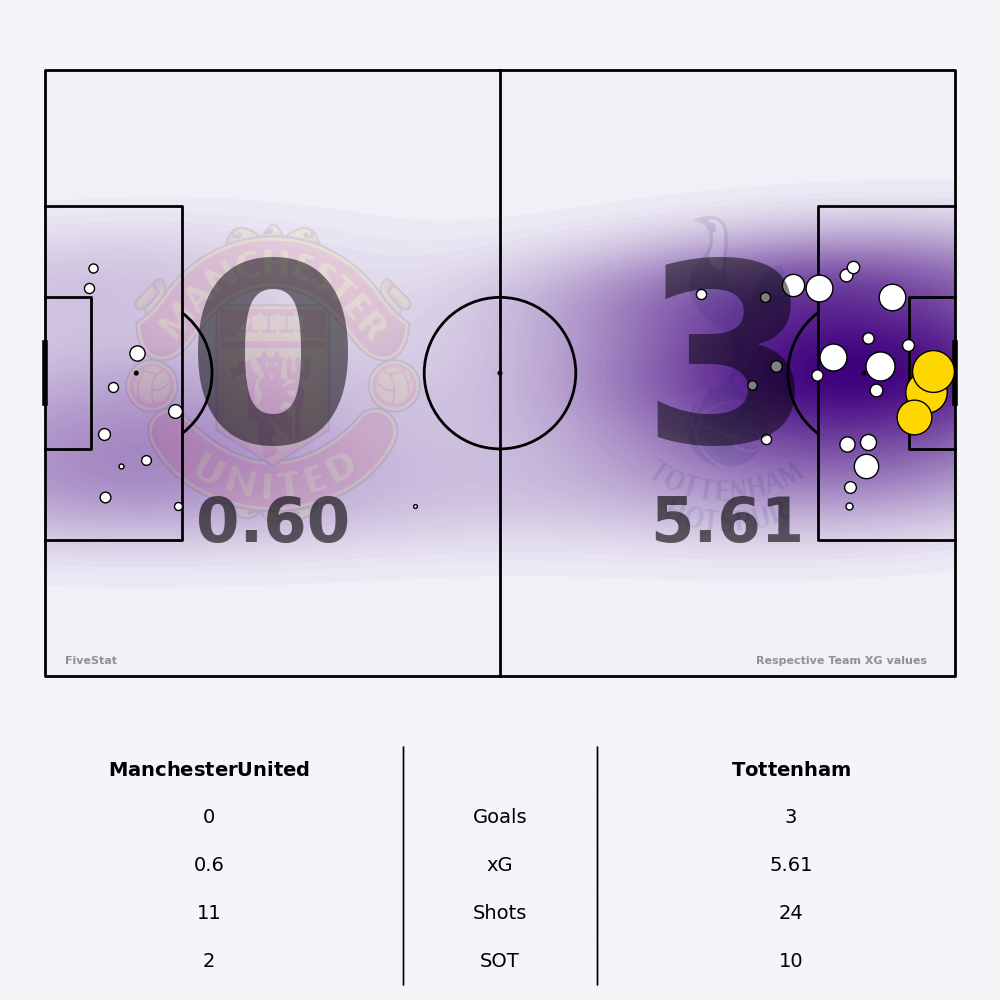 MANCHESTER
UNITED
0
3
TOTTENHAM
HOTSPUR
0.60
5.61
FiveStat
Respective Team XG values
ManchesterUnited Tottenham
0 Goals 3
0.6 xG 5.61
11 Shots 24
2 SOT 10